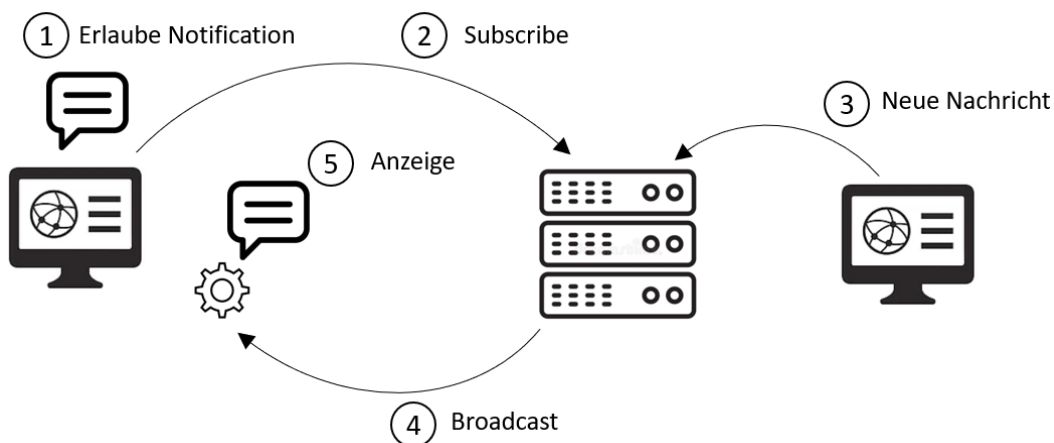 1 Erlaube Notification
2 Subscribe
3 Neue Nachricht
5 Anzeige
4 Broadcast